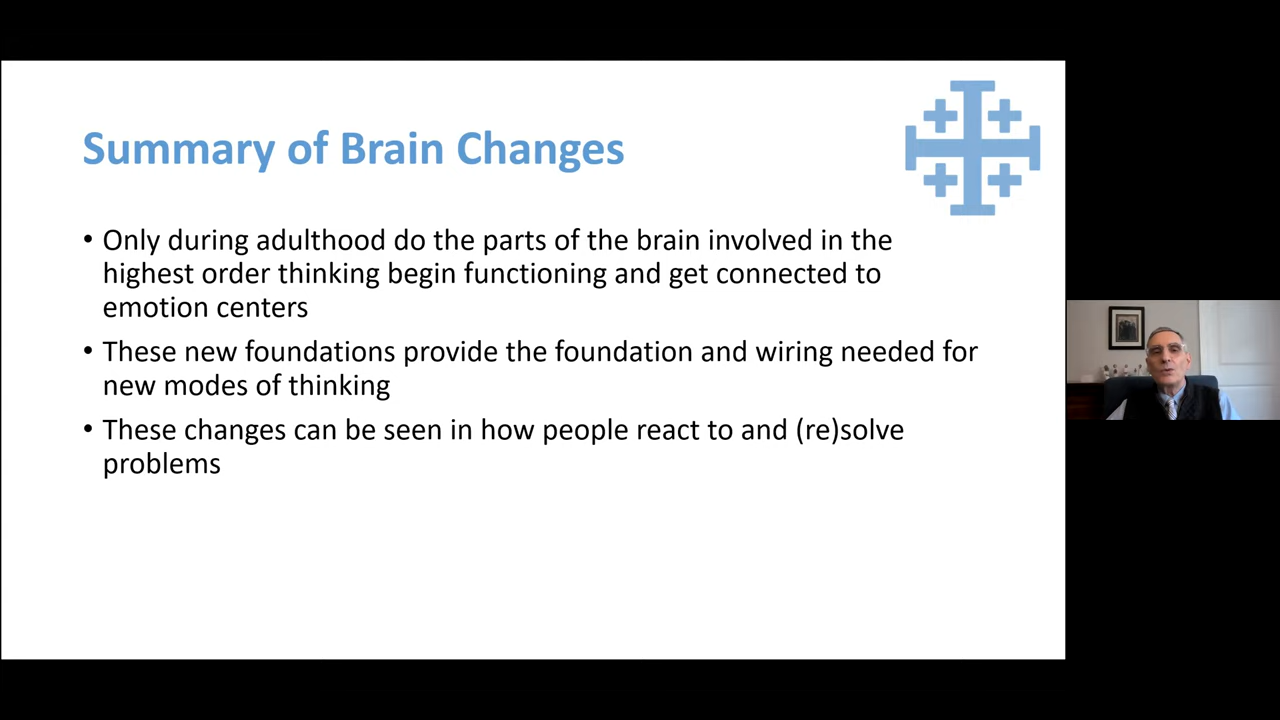 Summary of Brain Changes
• Only during adulthood do the parts of the brain involved in the
highest order thinking begin functioning and get connected to
emotion centers
• These new foundations provide the foundation and wiring needed for
new modes of thinking
• These changes can be seen in how people react to and (re)solve
problems